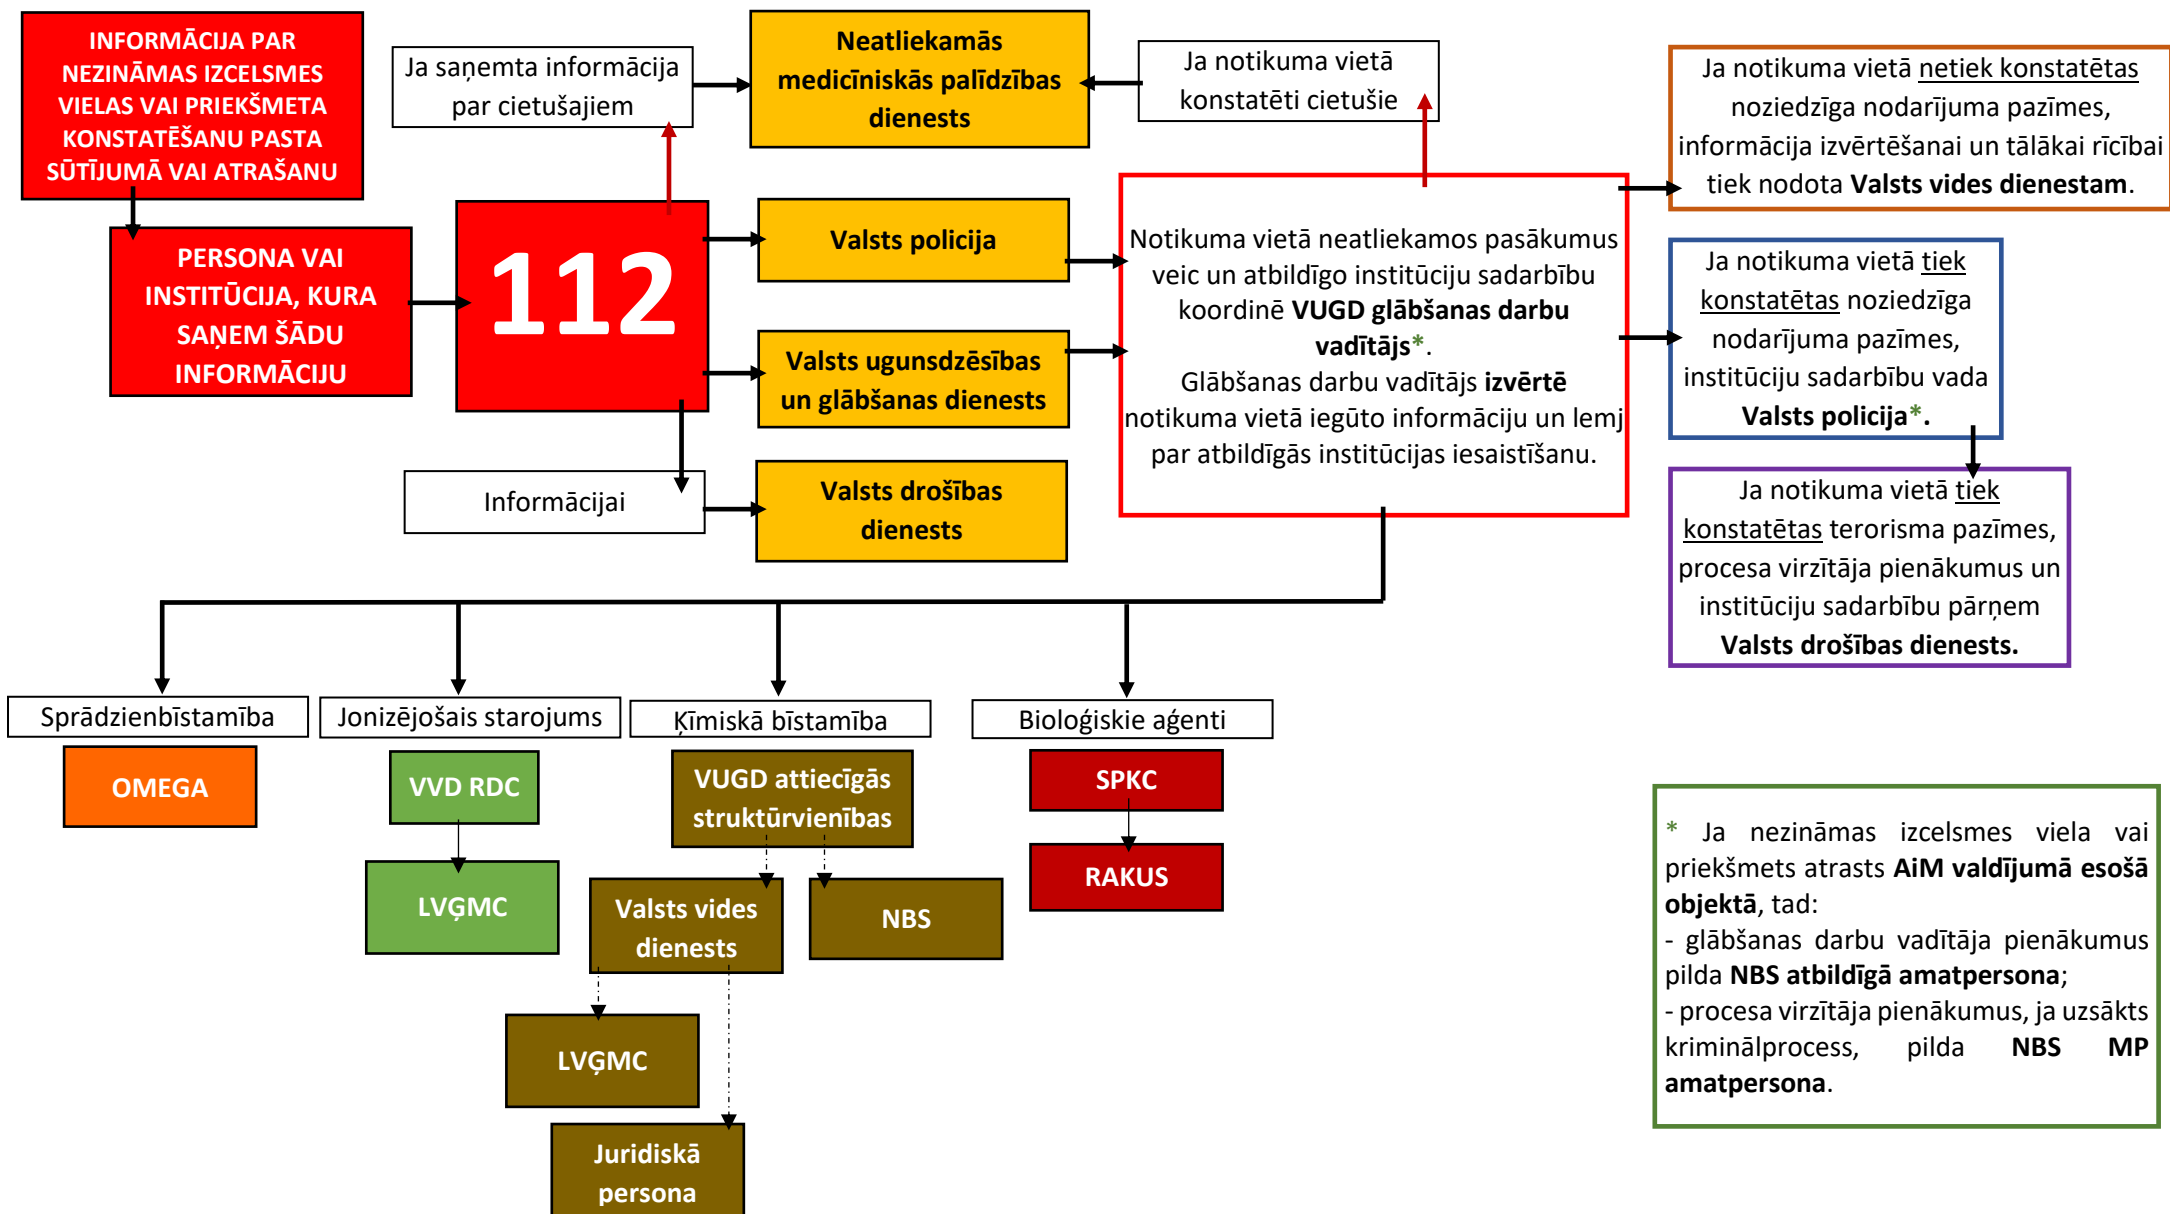 INFORMĀCIJA PAR
NEZINĀMAS IZCELSMES
VIELAS VAI PRIEKŠMETA
KONSTATĒŠANU PASTA
SŪTĪJUMĀ VAI ATRAŠANU
Ja saņemta informācija
par cietušajiem
Neatliekamās
medicīniskās palīdzības
dienests
Ja notikuma vietā
konstatēti cietušie
Ja notikuma vietā netiek konstatētas
noziedzīga nodarījuma pazīmes,
informācija izvērtēšanai un tālākai rīcībai
tiek nodota Valsts vides dienestam.
PERSONA VAI
INSTITŪCIJA, KURA
SAŅEM ŠĀDU
INFORMĀCIJU
112
Valsts policija
Valsts ugunsdzēsības
un glābšanas dienests
Informācijai
Valsts drošības
dienests
Notikuma vietā neatliekamos pasākumus
veic un atbildīgo institūciju sadarbību
koordinē VUGD glābšanas darbu
vadītājs*.
Glābšanas darbu vadītājs izvērtē
notikuma vietā iegūto informāciju un lemj
par atbildīgās institūcijas iesaistīšanu.
Ja notikuma vietā tiek
konstatētas noziedzīga
nodarījuma pazīmes,
institūciju sadarbību vada
Valsts policija*.
Ja notikuma vietā tiek
konstatētas terorisma pazīmes,
procesa virzītāja pienākumus un
institūciju sadarbību pārņem
Valsts drošības dienests.
Sprādzienbīstamība
OMEGA
Jonizējošais starojums
VVD RDC
LVĢMC
Ķīmiskā bīstamība
VUGD attiecīgās
struktūrvienības
Valsts vides
dienests
NBS
LVĢMC
Juridiskā
persona
Bioloģiskie aģenti
SPKC
RAKUS
* Ja nezināmas izcelsmes viela vai
priekšmets atrasts AiM valdījumā esošā
objektā, tad:
- glābšanas darbu vadītāja pienākumus
pilda NBS atbildīgā amatpersona;
- procesa virzītāja pienākumus, ja uzsākts
kriminālprocess, pilda NBS MP
amatpersona.